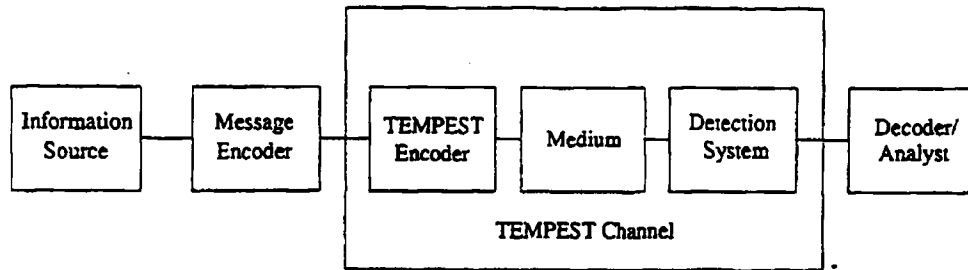 Information
Source
Message
Encoder
TEMPEST
Encoder
Medium
Detection
System
Decoder/
Analyst
TEMPEST Channel